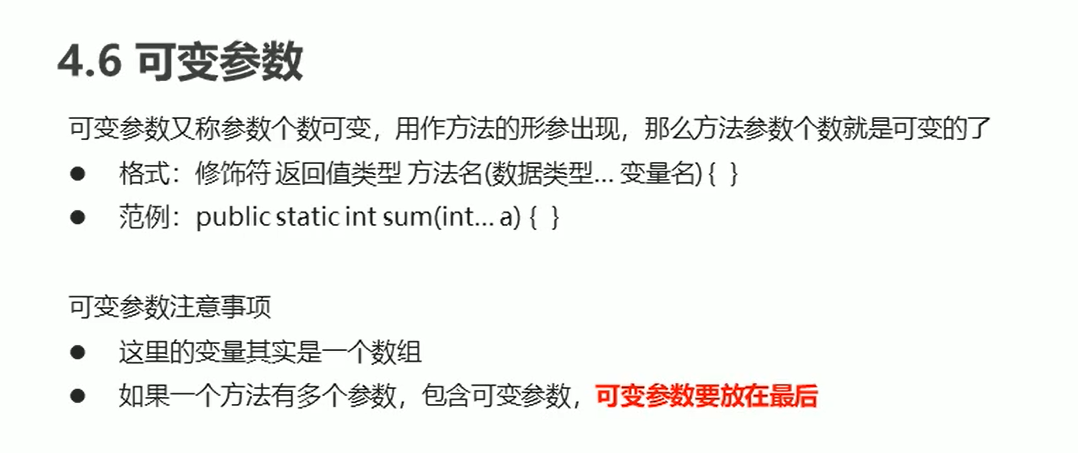 4.6 可变参数
可变参数又称参数个数可变，用作方法的形参出现，那么方法参数个数就是可变的了
● 格式：修饰符 返回值类型 方法名(数据类型... 变量名) { }
● 范例：public static int sum(int... a) { }
可变参数注意事项
● 这里的变量其实是一个数组
● 如果一个方法有多个参数，包含可变参数，可变参数要放在最后